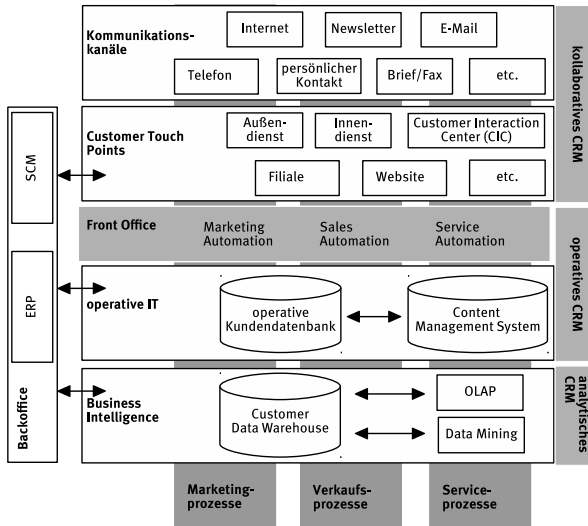 Kommunikations-
kanäle
Internet
Newsletter
E-Mail
Telefon
persönlicher
Kontakt
Brief/Fax
etc.
kollaboratives CRM
Customer Touch
Points
Außen-
dienst
Innen-
dienst
Customer Interaction
Center (CIC)
Filiale
Website
etc.
SCM
Front Office
Marketing
Automation
Sales
Automation
Service
Automation
operatives CRM
ERP
operative IT
operative
Kundendatenbank
Content
Management System
Backoffice
Business
Intelligence
Customer
Data Warehouse
OLAP
Data Mining
analytisches
CRM
Marketing-
prozesse
Verkaufs-
prozesse
Service-
prozesse